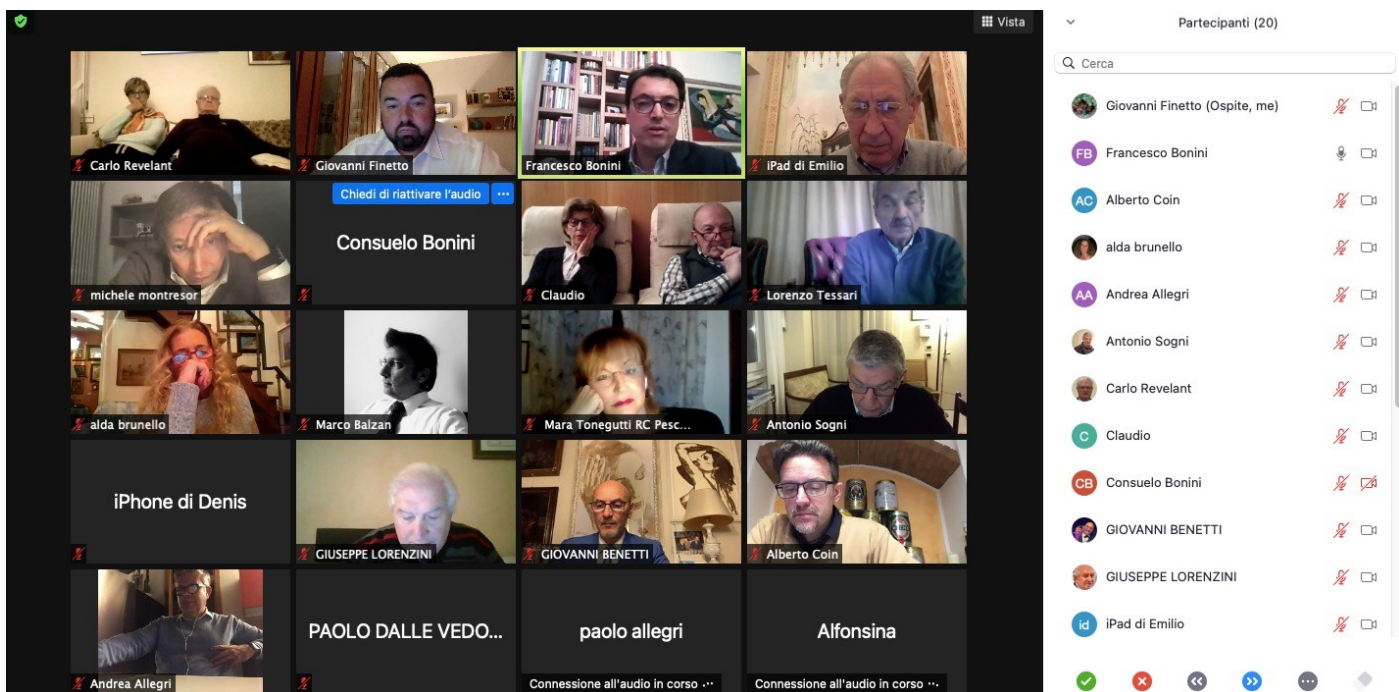 Vista
Carlo Revelant
Giovanni Finetto
Francesco Bonini
iPad di Emilio
michele montresor
Chiedi di riattivare l'audio ...
Consuelo Bonini
Claudio
Lorenzo Tessari
alda brunello
Marco Balzan
Mara Tonegutti RC Pesc...
Antonio Sogni
iPhone di Denis
GIUSEPPE LORENZINI
GIOVANNI BENETTI
Alberto Coin
Andrea Allegri
PAOLO DALLE VEDO...
paolo allegri
Connessione all'audio in corso ...
Alfonsina
Connessione all'audio in corso ...
Partecipanti (20)
Cerca
Giovanni Finetto (Ospite, me)
FB Francesco Bonini
AC Alberto Coin
alda brunello
AA Andrea Allegri
Antonio Sogni
Carlo Revelant
C Claudio
CB Consuelo Bonini
GIOVANNI BENETTI
GIUSEPPE LORENZINI
id iPad di Emilio